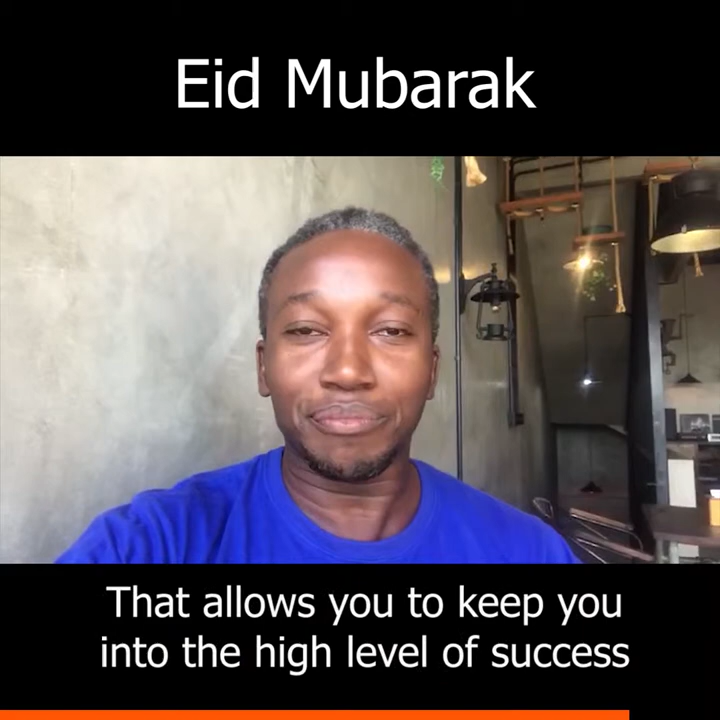 Eid Mubarak
That allows you to keep you
into the high level of success